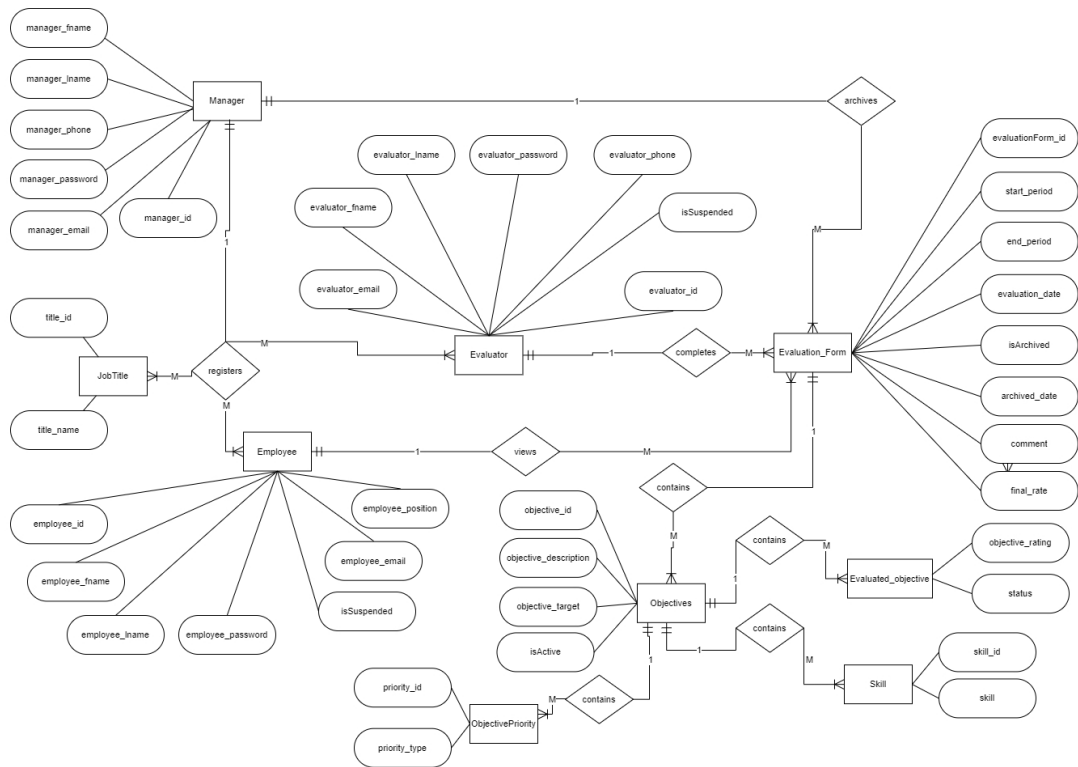 manager_fname
manager_lname
manager_phone
manager_password
manager_email
manager_id
Manager
1
archives
M
1
evaluator_lname
evaluator_password
evaluator_phone
evaluator_fname
isSuspended
evaluator_email
evaluator_id
Evaluator
M
1
completes
M
Evaluation_Form
evaluationForm_id
start_period
end_period
evaluation_date
isArchived
archived_date
comment
final_rate
title_id
JobTitle
title_name
M
registers
M
Employee
1
views
M
1
employee_id
employee_fname
employee_lname
employee_password
isSuspended
employee_email
employee_position
contains
M
objective_id
objective_description
objective_target
isActive
Objectives
1
contains
M
Evaluated_objective
objective_rating
status
1
contains
M
Skill
skill_id
skill
1
contains
M
ObjectivePriority
priority_id
priority_type